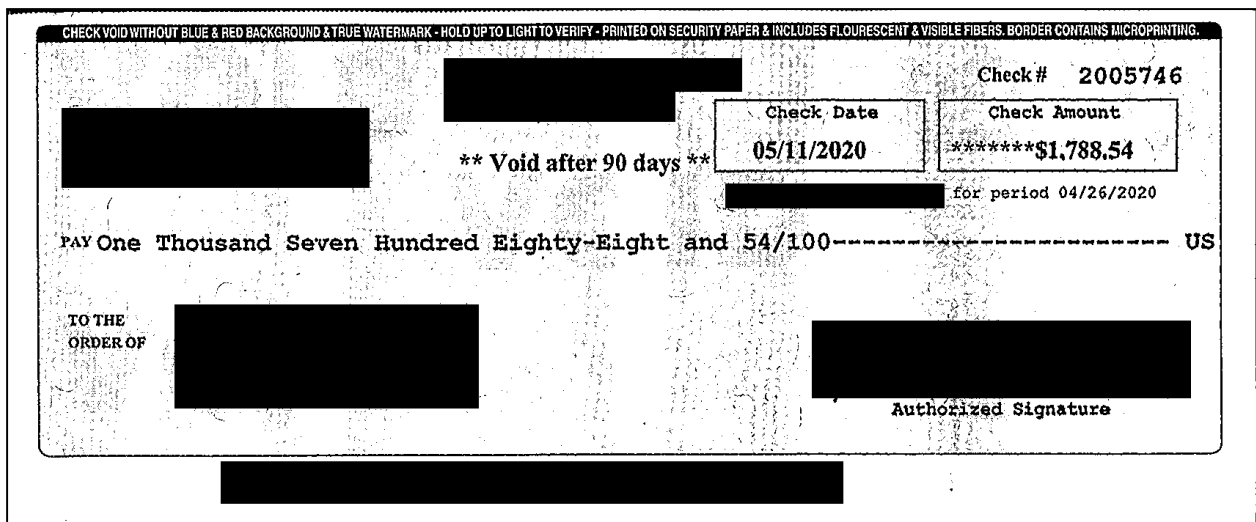 CHECK VOID WITHOUT BLUE & RED BACKGROUND & TRUE WATERMARK - HOLD UP TO LIGHT TO VERIFY - PRINTED ON SECURITY PAPER & INCLUDES FLOURESCENT & VISIBLE FIBERS. BORDER CONTAINS MICROPRINTING.
Check # 2005746
Check Date Check Amount
** Void after 90 days ** 05/11/2020 *******$1,788.54
for period 04/26/2020
PAY One Thousand Seven Hundred Eighty-Eight and 54/100---------------------------- US
TO THE
ORDER OF
Authorized Signature